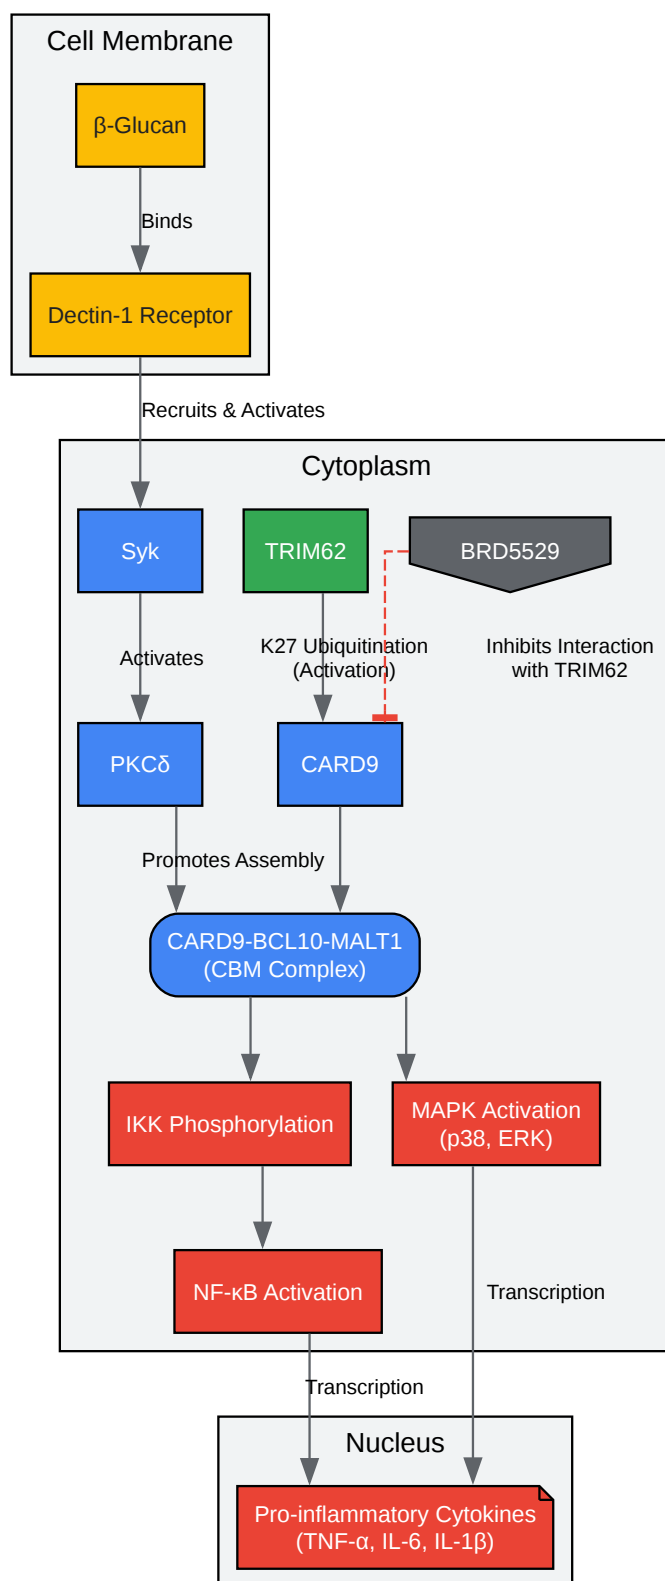 Cell Membrane
β-Glucan
Binds
Dectin-1 Receptor
Recruits & Activates
Cytoplasm
Syk
TRIM62
BRD5529
Activates
K27 Ubiquitination
(Activation)
Inhibits Interaction
with TRIM62
PKCδ
CARD9
Promotes Assembly
CARD9-BCL10-MALT1
(CBM Complex)
IKK Phosphorylation
MAPK Activation
(p38, ERK)
NF-κB Activation
Transcription
Transcription
Nucleus
Pro-inflammatory Cytokines
(TNF-α, IL-6, IL-1β)